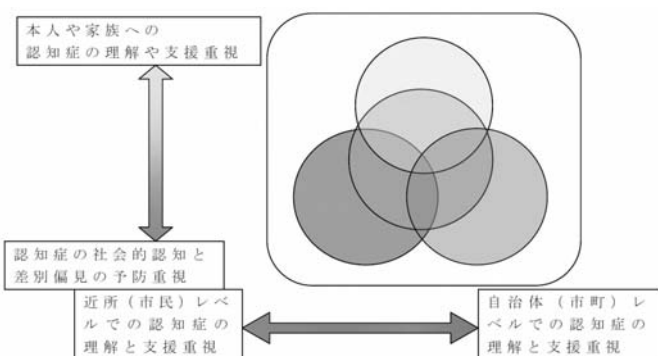 本人や家族への
認知症の理解や支援重視
認知症の社会的認知と
差別偏見の予防重視
近所（市民）レベ
ルでの認知症の
理解と支援重視
自治体（市町）レ
ベルでの認知症の
理解と支援重視